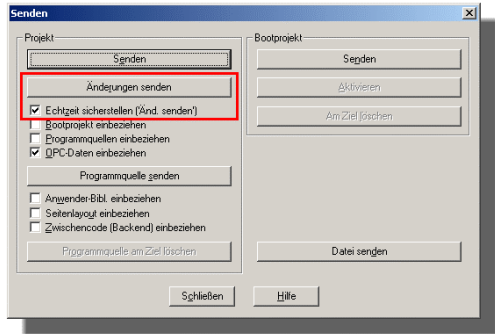 Senden
Projekt
Senden
Änderungen senden
Echtzeit sicherstellen ('Änd. senden')
Bootprojekt einbeziehen
Programmquellen einbeziehen
OPC-Daten einbeziehen
Programmquelle senden
Anwender-Bibl. einbeziehen
Seitenlayout einbeziehen
Zwischencode (Backend) einbeziehen
Programmquelle am Ziel löschen
Bootprojekt
Senden
Aktivieren
Am Ziel löschen
Datei senden
Schließen
Hilfe